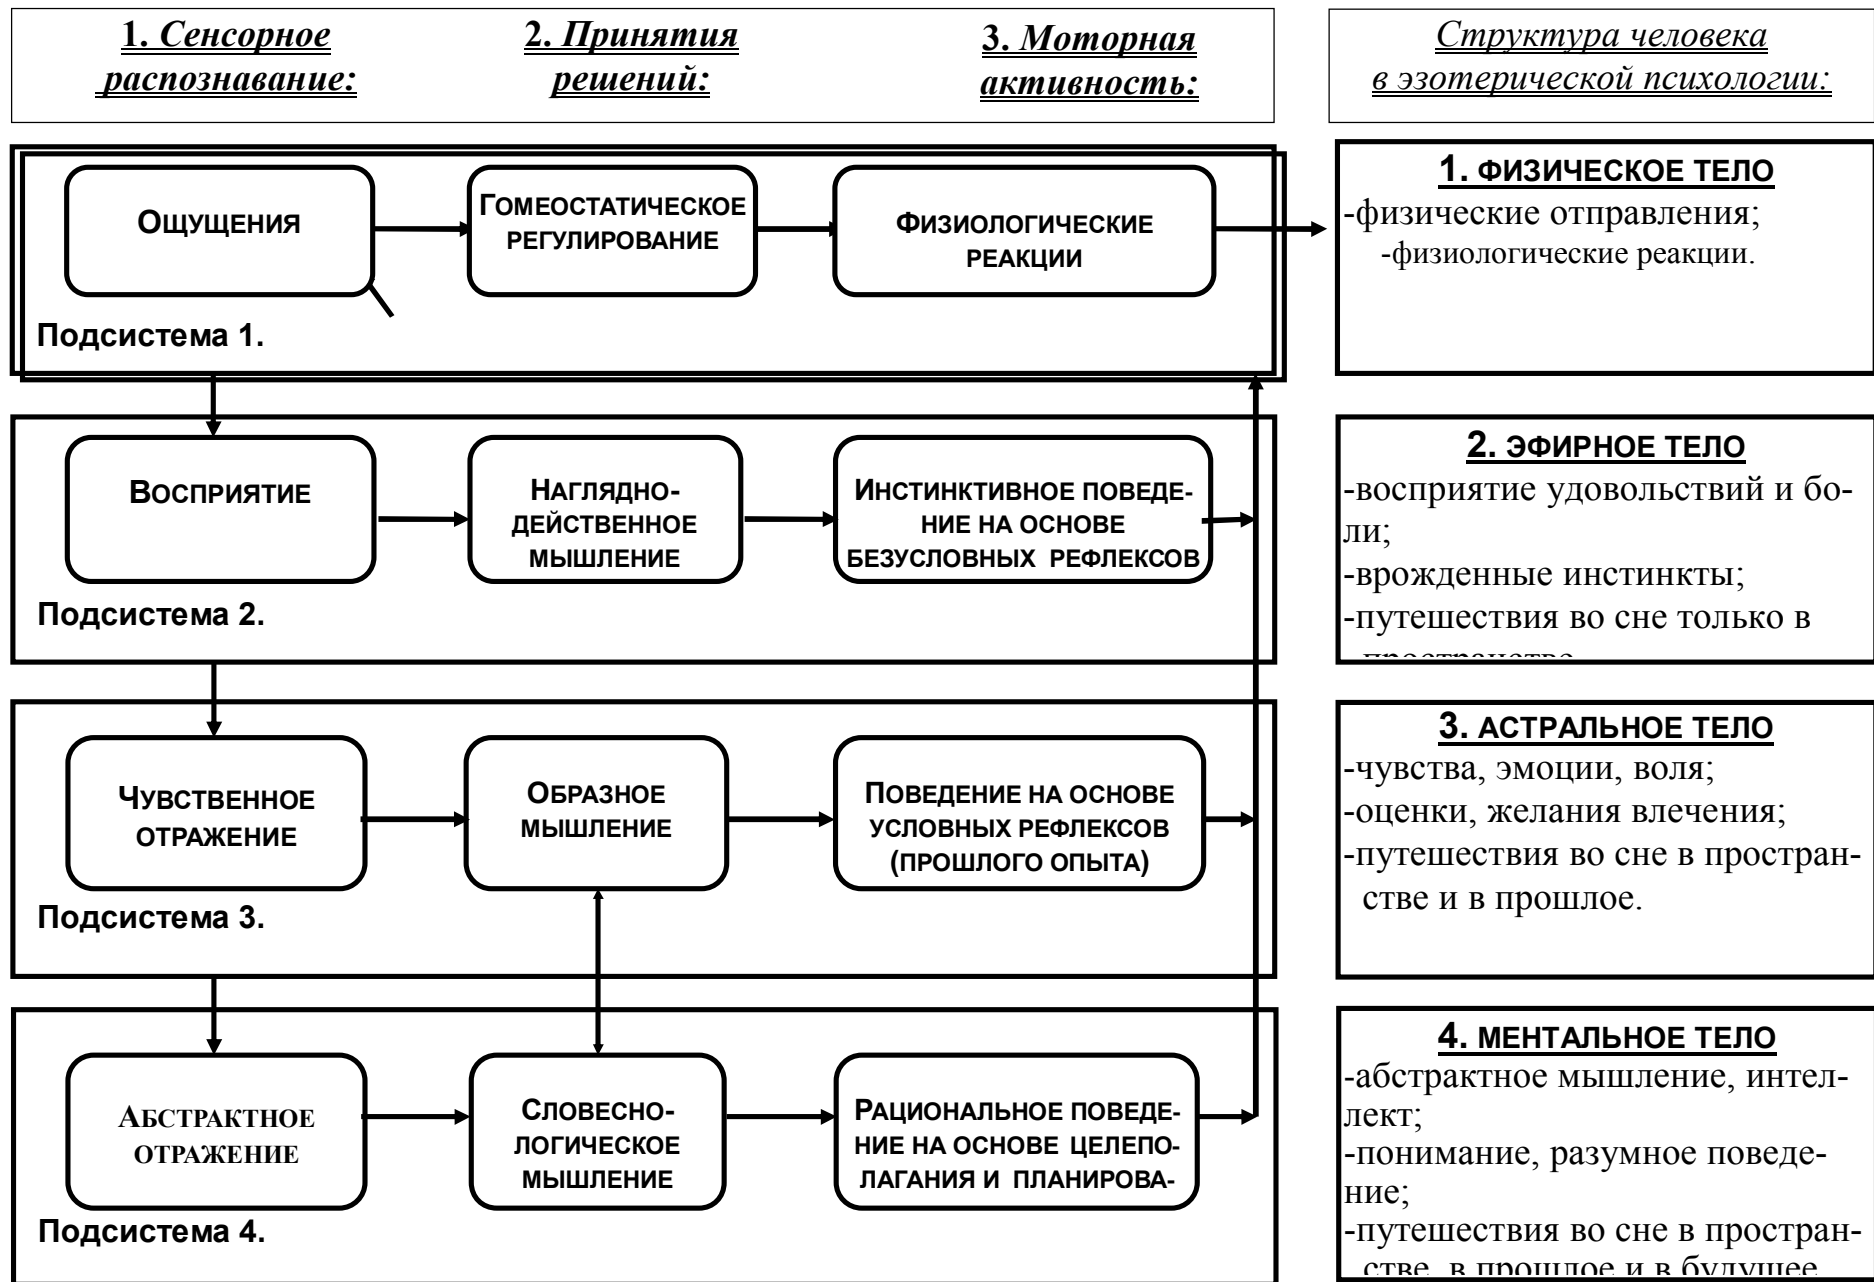 1. Сенсорное
распознавание:
2. Принятия
решений:
3. Моторная
активность:
Структура человека
в эзотерической психологии:
Ощущения
Гомеостатическое
регулирование
Физиологические
реакции
Подсистема 1.
1. ФИЗИЧЕСКОЕ ТЕЛО
-физические отправления;
-физиологические реакции.
Восприятие
Наглядно-
действенное
мышление
Инстинктивное поведе-
ние на основе
безусловных рефлексов
Подсистема 2.
2. ЭФИРНОЕ ТЕЛО
-восприятие удовольствий и бо-
ли;
-врожденные инстинкты;
-путешествия во сне только в
пространстве
Чувственное
отражение
Образное
мышление
Поведение на основе
условных рефлексов
(прошлого опыта)
Подсистема 3.
3. АСТРАЛЬНОЕ ТЕЛО
-чувства, эмоции, воля;
-оценки, желания влечения;
-путешествия во сне в простран-
стве и в прошлое.
Абстрактное
отражение
Словесно-
логическое
мышление
Рациональное поведе-
ние на основе целепо-
лагания и планирова-
Подсистема 4.
4. МЕНТАЛЬНОЕ ТЕЛО
-абстрактное мышление, интел-
лект;
-понимание, разумное поведе-
ние;
-путешествия во сне в простран-
стве, в прошлое и в будущее